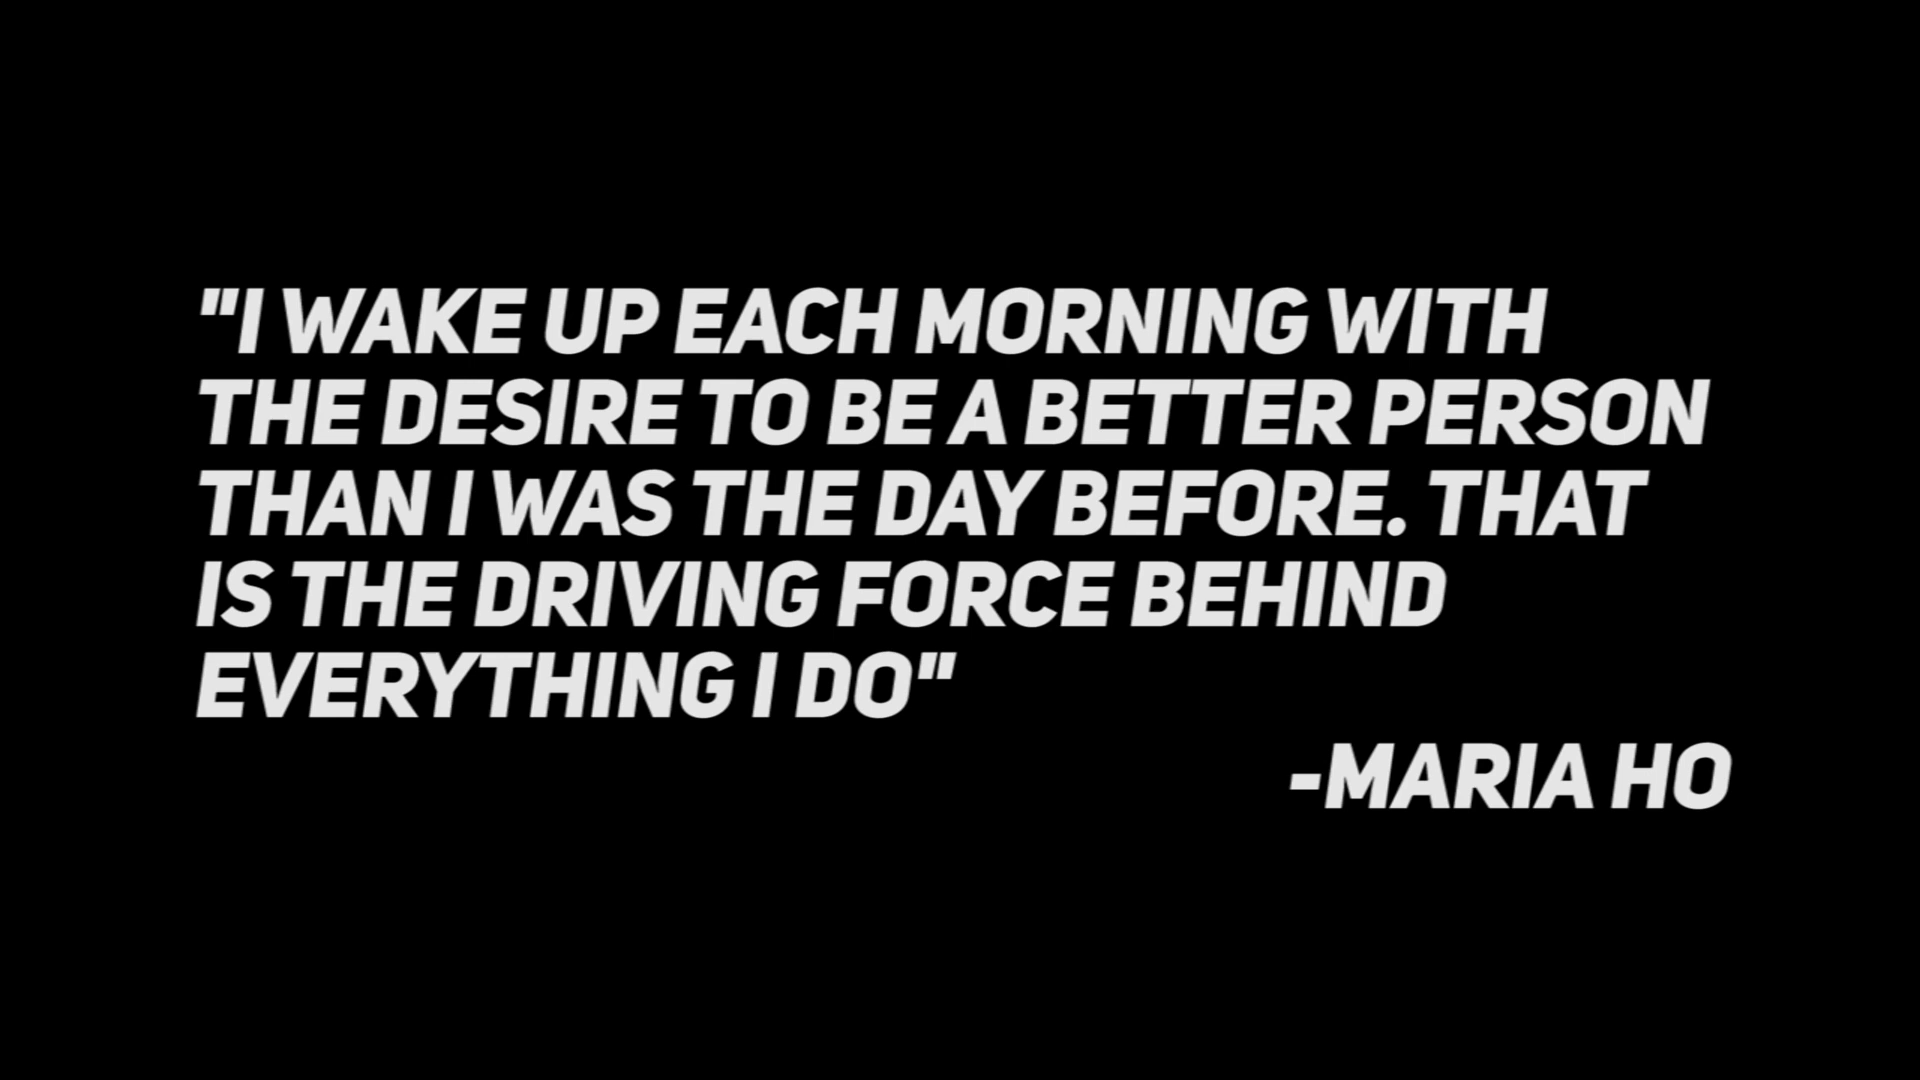 "I WAKE UP EACH MORNING WITH
THE DESIRE TO BE A BETTER PERSON
THAN I WAS THE DAY BEFORE. THAT
IS THE DRIVING FORCE BEHIND
EVERYTHING I DO"
-MARIA HO